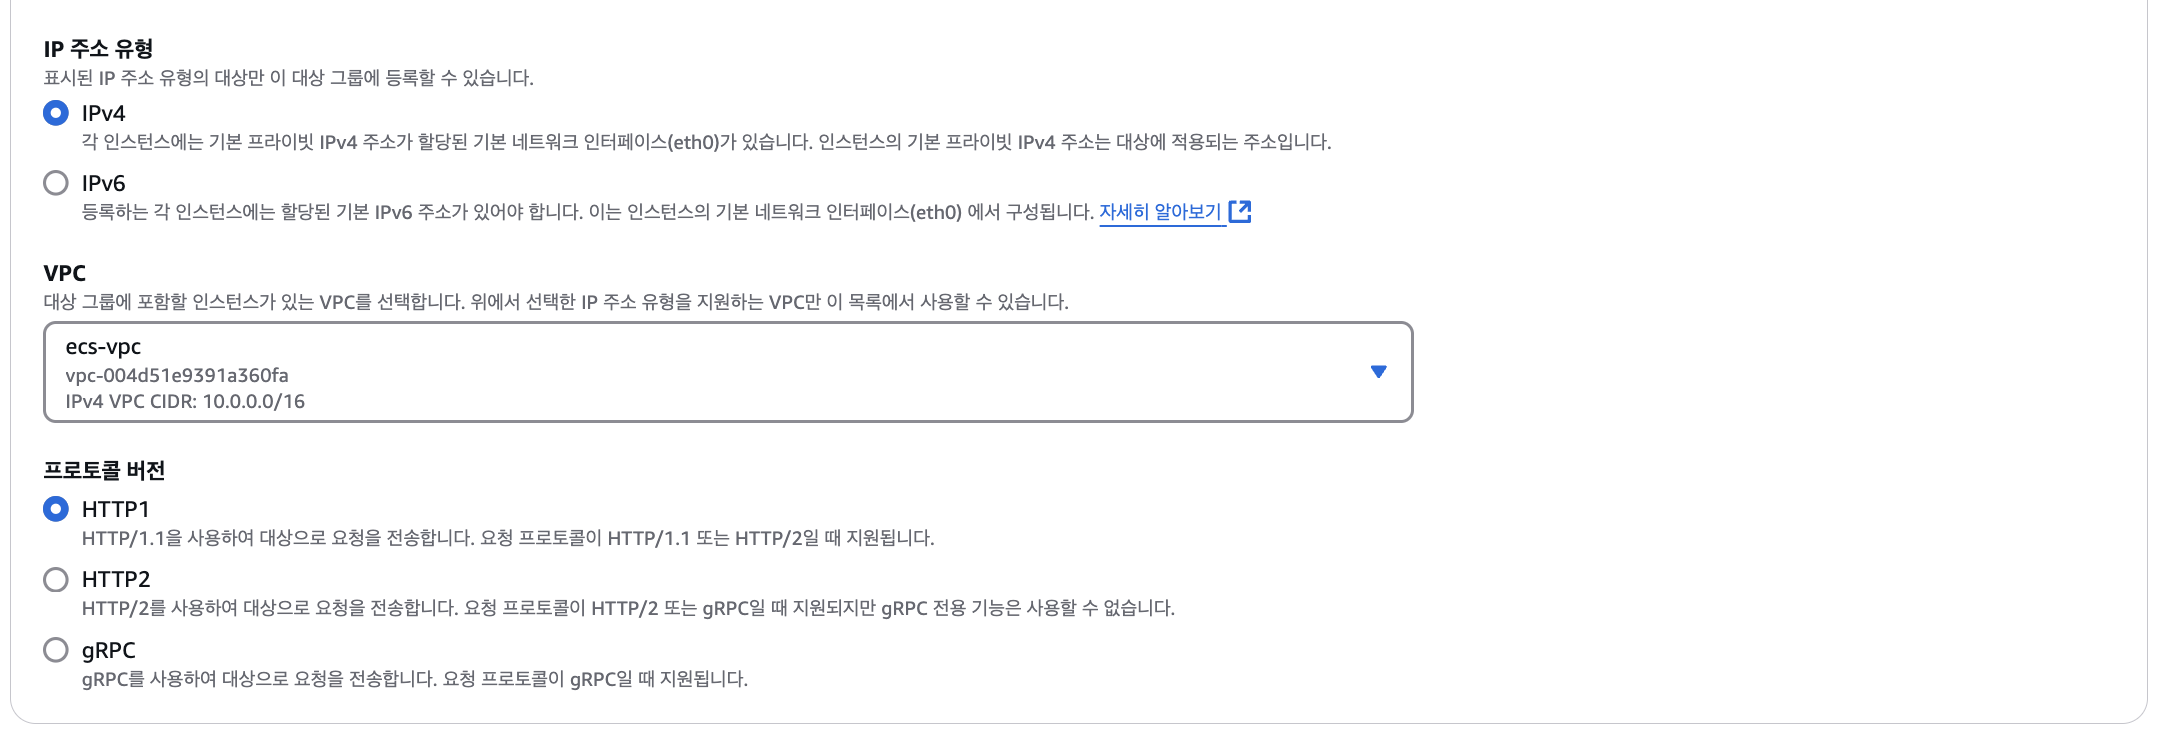 IP 주소 유형
표시된 IP 주소 유형의 대상만 이 대상 그룹에 등록할 수 있습니다.
IPv4
각 인스턴스에는 기본 프라이빗 IPv4 주소가 할당된 기본 네트워크 인터페이스(eth0)가 있습니다. 인스턴스의 기본 프라이빗 IPv4 주소는 대상에 적용되는 주소입니다.
IPv6
등록하는 각 인스턴스에는 할당된 기본 IPv6 주소가 있어야 합니다. 이는 인스턴스의 기본 네트워크 인터페이스(eth0) 에서 구성됩니다. 자세히 알아보기
VPC
대상 그룹에 포함할 인스턴스가 있는 VPC를 선택합니다. 위에서 선택한 IP 주소 유형을 지원하는 VPC만 이 목록에서 사용할 수 있습니다.
ecs-vpc
vpc-004d51e9391a360fa
IPv4 VPC CIDR: 10.0.0.0/16
프로토콜 버전
HTTP1
HTTP/1.1을 사용하여 대상으로 요청을 전송합니다. 요청 프로토콜이 HTTP/1.1 또는 HTTP/2일 때 지원됩니다.
HTTP2
HTTP/2를 사용하여 대상으로 요청을 전송합니다. 요청 프로토콜이 HTTP/2 또는 gRPC일 때 지원되지만 gRPC 전용 기능은 사용할 수 없습니다.
gRPC
gRPC를 사용하여 대상으로 요청을 전송합니다. 요청 프로토콜이 gRPC일 때 지원됩니다.